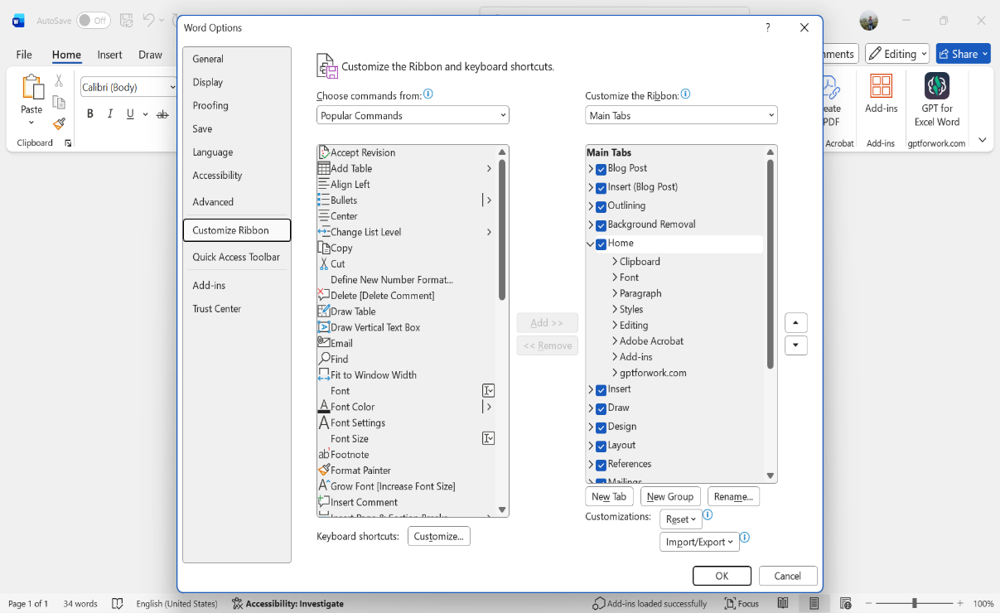 AutoSave Off
Word Options
?
File Home Insert Draw
Editing
Share
Calibri (Body)
Paste
B I U ab
Clipboard
Add-ins
GPT for
Excel Word
PDF
Acrobat
Add-ins
gptforwork.com
General
Display
Proofing
Save
Language
Accessibility
Advanced
Customize Ribbon
Quick Access Toolbar
Add-ins
Trust Center
Customize the Ribbon and keyboard shortcuts.
Choose commands from:
Popular Commands
Accept Revision
Add Table
Align Left
Bullets
Center
Change List Level
Copy
Cut
Define New Number Format...
Delete [Delete Comment]
Draw Table
Draw Vertical Text Box
Email
Find
Fit to Window Width
Font
Font Color
Font Settings
Font Size
Footnote
Format Painter
Grow Font [Increase Font Size]
Insert Comment
Keyboard shortcuts: Customize...
Add >>
<< Remove
Customize the Ribbon:
Main Tabs
Main Tabs
Blog Post
Insert (Blog Post)
Outlining
Background Removal
Home
Clipboard
Font
Paragraph
Styles
Editing
Adobe Acrobat
Add-ins
gptforwork.com
Insert
Draw
Design
Layout
References
Mailings
New Tab New Group Rename...
Customizations: Reset
Import/Export
OK Cancel
Page 1 of 1 34 words English (United States) Accessibility: Investigate Add-ins loaded successfully Focus 100%